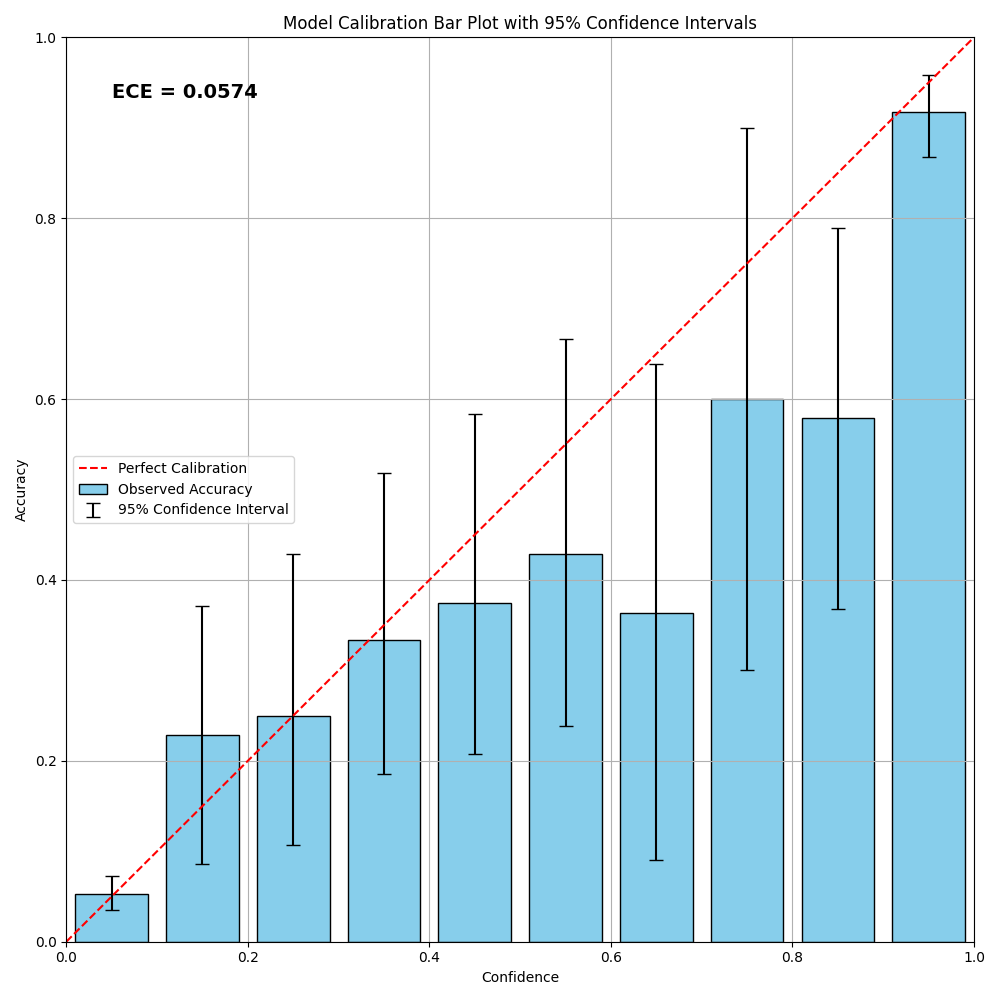 Model Calibration Bar Plot with 95% Confidence Intervals
1.0
ECE = 0.0574
0.8
0.6
Accuracy
Perfect Calibration
Observed Accuracy
95% Confidence Interval
0.4
0.2
0.0
0.0 0.2 0.4 0.6 0.8 1.0
Confidence